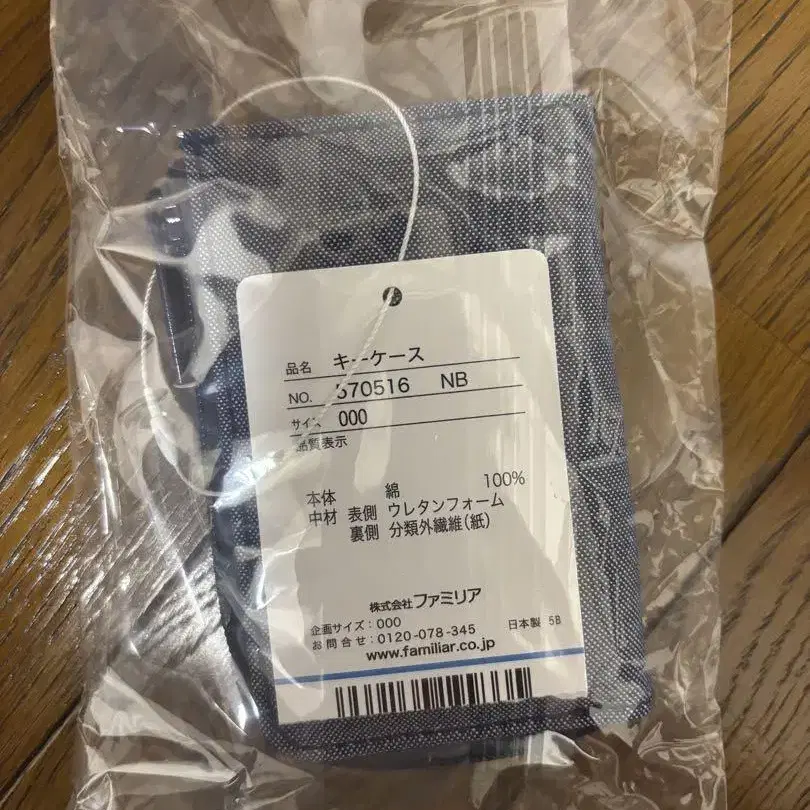 品名 キーケース
NO. 570516 NB
サイズ 000
品質表示
本体 綿 100%
中材 表側 ウレタンフォーム
裏側 分類外繊維(紙)
株式会社ファミリア
企画サイズ:000
お問合せ:0120-078-345 日本製 5B
www.familiar.co.jp